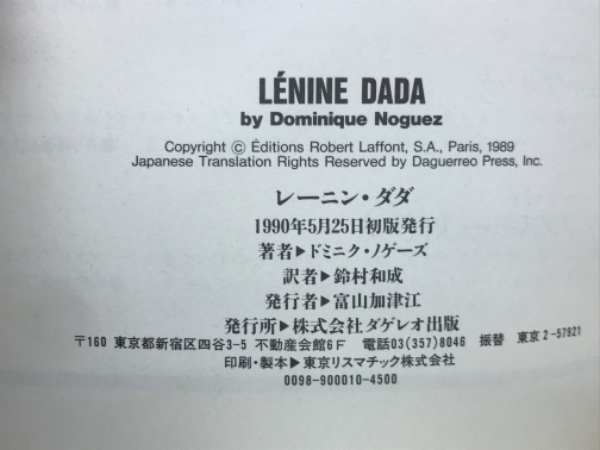 LÉNINE DADA
by Dominique Noguez
Copyright © Éditions Robert Laffont, S.A., Paris, 1989
Japanese Translation Rights Reserved by Daguerreo Press, Inc.
レーニン・ダダ
1990年5月25日初版発行
著者▶ドミニク・ノゲーズ
訳者▶鈴村和成
発行者▶富山加津江
発行所▶株式会社ダゲレオ出版
〒160 東京都新宿区四谷3-5 不動産会館6F 電話03(357)8046 振替 東京2-57921
印刷・製本▶東京リスマチック株式会社
0098-900010-4500